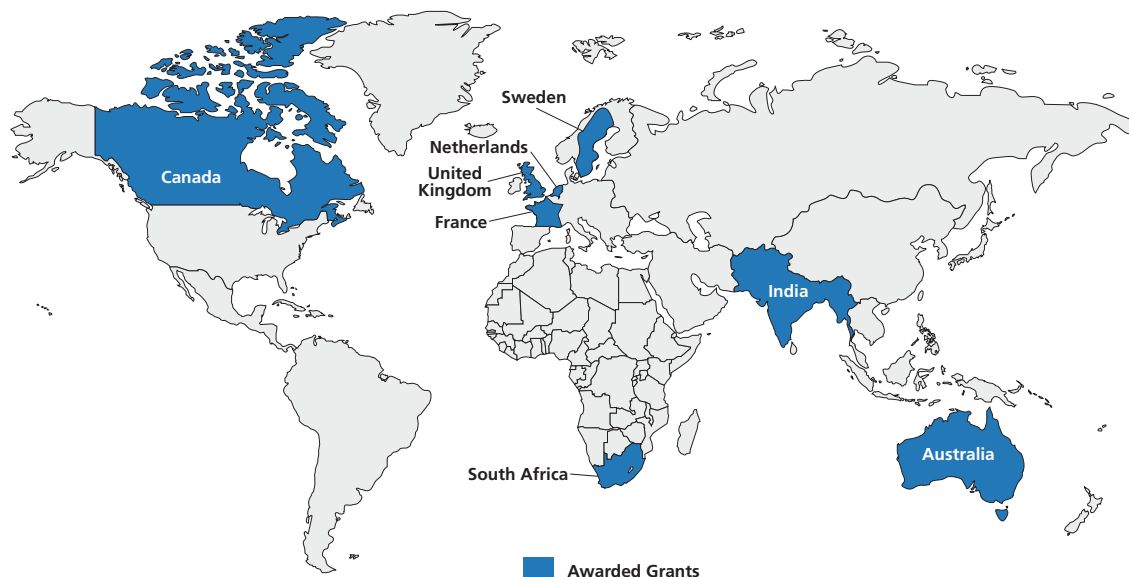 Sweden
Netherlands
United
Kingdom
Canada
France
India
Australia
South Africa
Awarded Grants